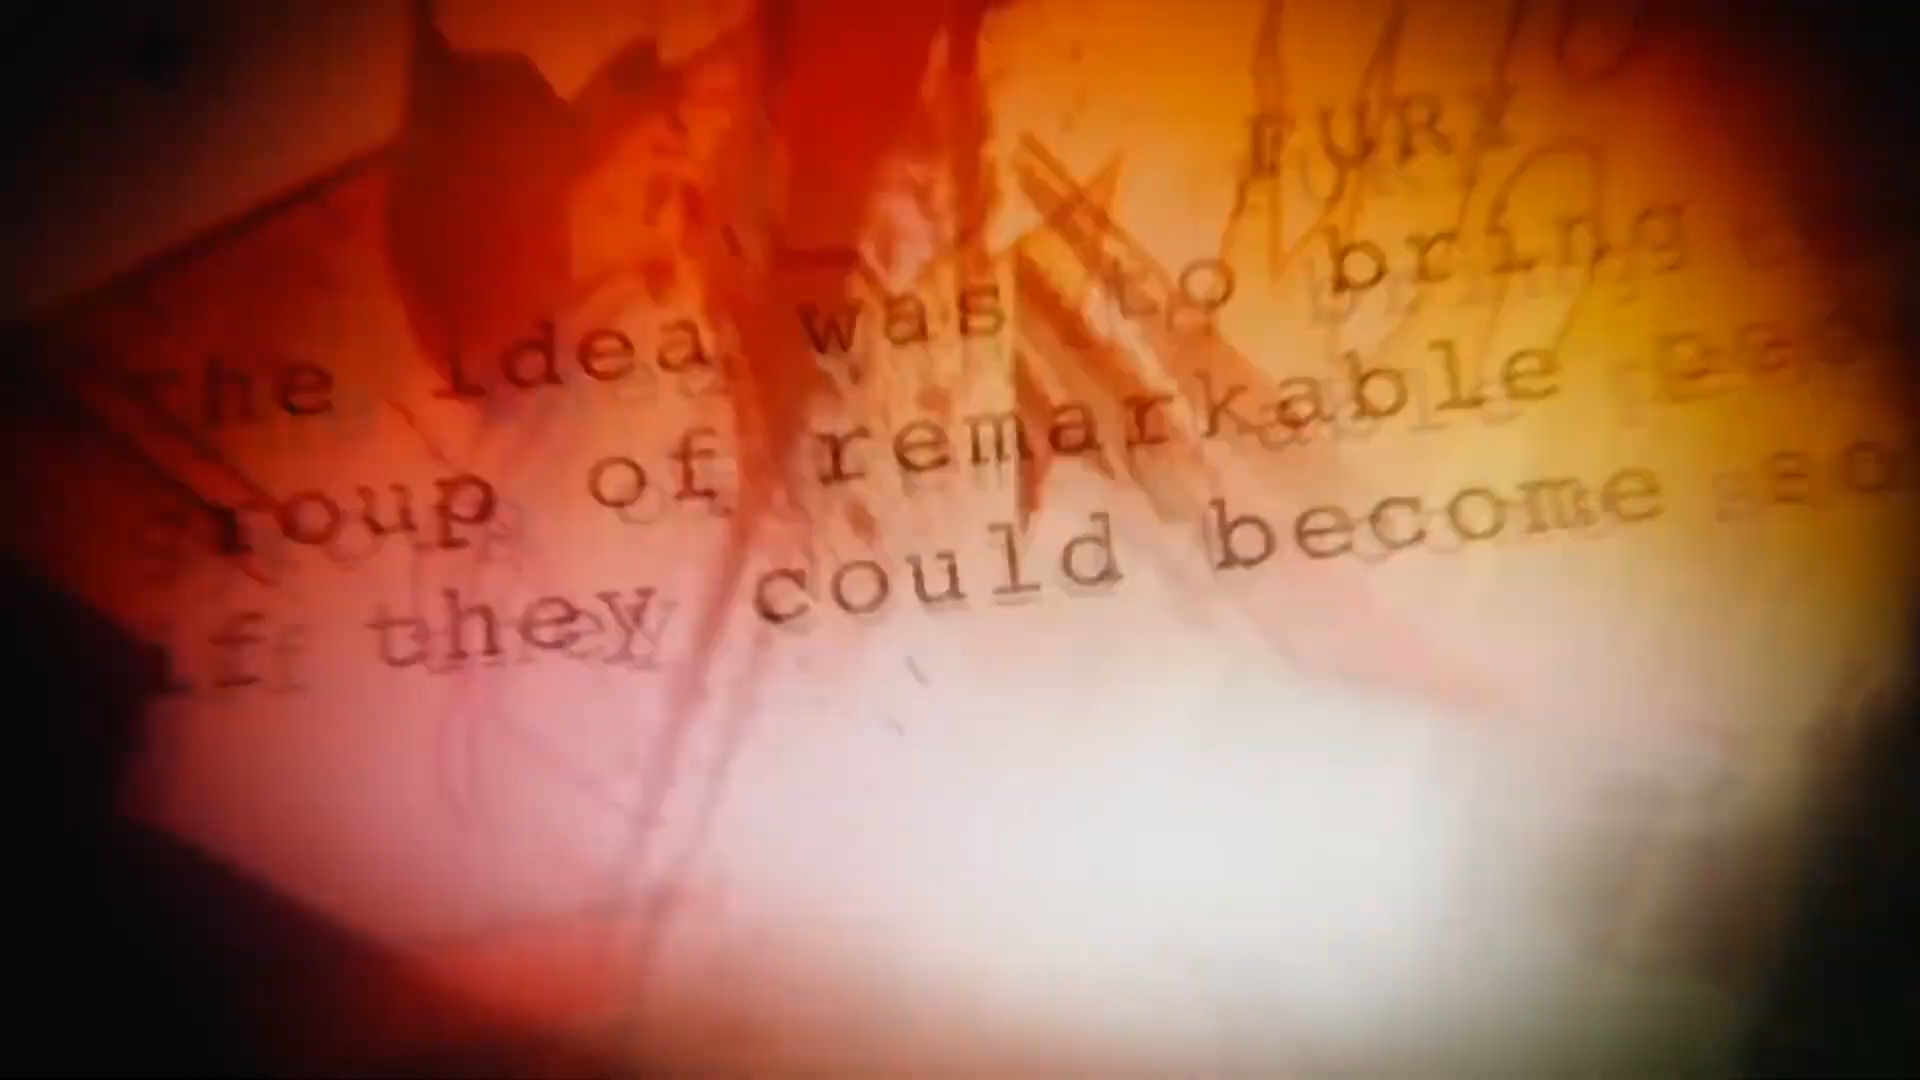 FURY
he idea was to bring
roup of remarkable
if they could become